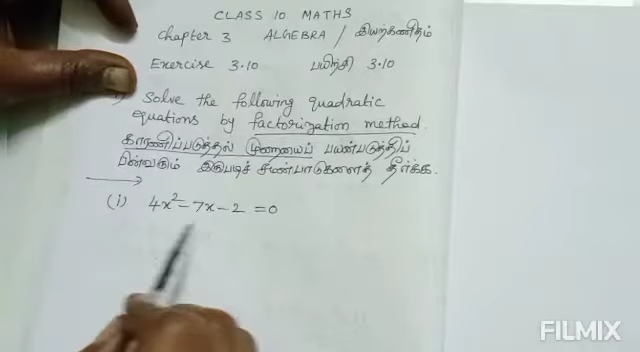 CLASS 10 MATHS
Chapter 3 ALGEBRA / இயற்கணிதம்
Exercise 3.10 பயிற்சி 3.10
Solve the following quadratic
equations by factorization method.
காரணிப்படுத்தல் முறையைப் பயன்படுத்திப்
பின்வரும் இருபடிச் சமன்பாடுகளைத் தீர்க்க.
(i) 4x²-7x-2=0
FILMIX